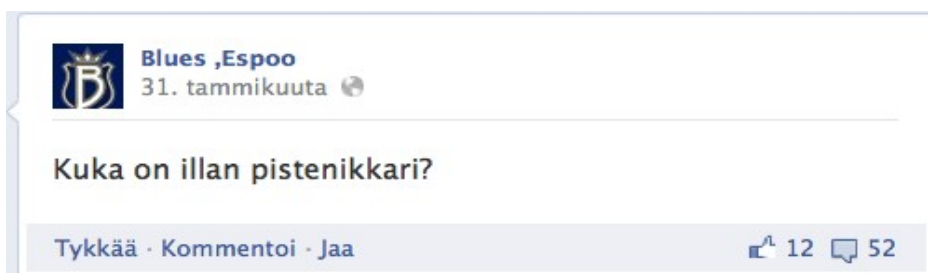 Blues ,Espoo
31. tammikuuta
Kuka on illan pistenikkari?
Tykkää · Kommentoi · Jaa 12 52